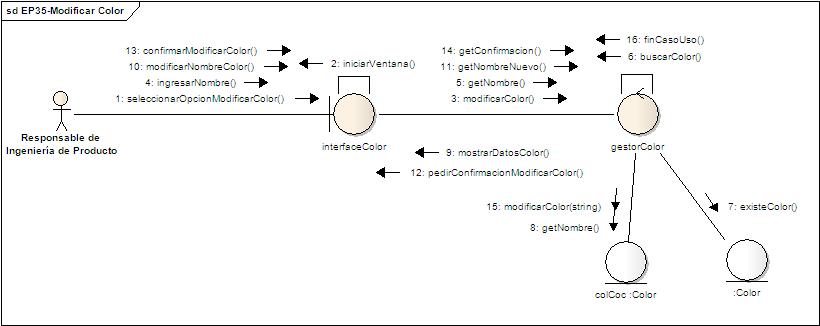 sd EP35-Modificar Color
13: confirmarModificarColor()
10: modificarNombreColor()
4: ingresarNombre()
1: seleccionarOpcionModificarColor()
2: iniciarVentana()
14: getConfirmacion()
11: getNombreNuevo()
5: getNombre()
3: modificarColor()
16: finCasoUso()
6: buscarColor()
Responsable de
Ingeniería de Producto
interfaceColor
gestorColor
9: mostrarDatosColor()
12: pedirConfirmacionModificarColor()
15: modificarColor(string)
8: getNombre()
7: existeColor()
colCoc :Color
:Color